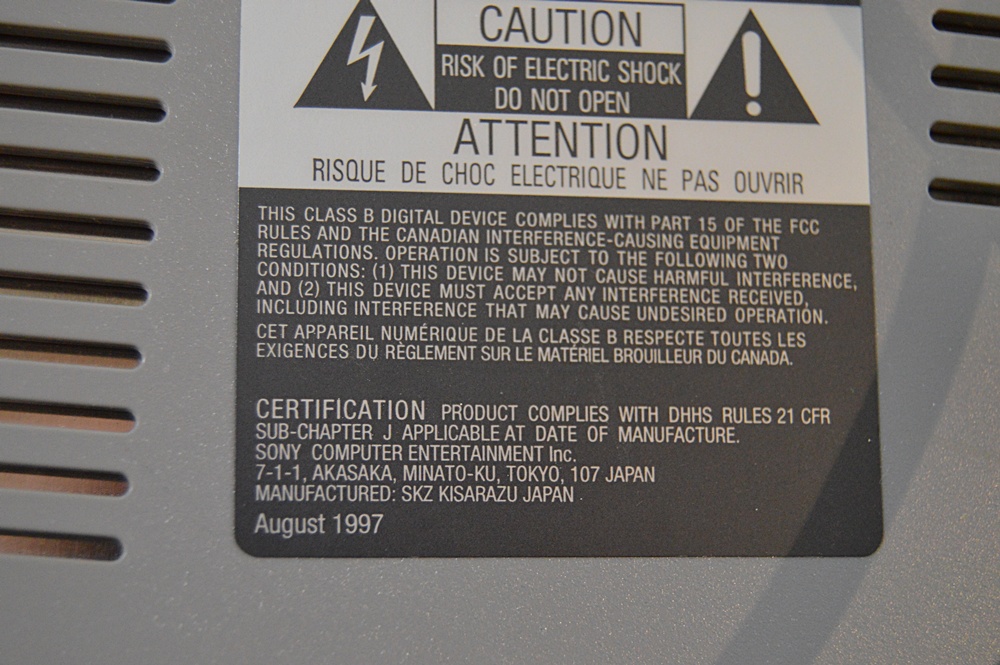 CAUTION
RISK OF ELECTRIC SHOCK
DO NOT OPEN
ATTENTION
RISQUE DE CHOC ELECTRIQUE NE PAS OUVRIR
THIS CLASS B DIGITAL DEVICE COMPLIES WITH PART 15 OF THE FCC
RULES AND THE CANADIAN INTERFERENCE-CAUSING EQUIPMENT
REGULATIONS. OPERATION IS SUBJECT TO THE FOLLOWING TWO
CONDITIONS: (1) THIS DEVICE MAY NOT CAUSE HARMFUL INTERFERENCE,
AND (2) THIS DEVICE MUST ACCEPT ANY INTERFERENCE RECEIVED,
INCLUDING INTERFERENCE THAT MAY CAUSE UNDESIRED OPERATION.
CET APPAREIL NUMÉRIQUE DE LA CLASSE B RESPECTE TOUTES LES
EXIGENCES DU RÈGLEMENT SUR LE MATÉRIEL BROUILLEUR DU CANADA.
CERTIFICATION PRODUCT COMPLIES WITH DHHS RULES 21 CFR
SUB-CHAPTER J APPLICABLE AT DATE OF MANUFACTURE.
SONY COMPUTER ENTERTAINMENT Inc.
7-1-1, AKASAKA, MINATO-KU, TOKYO, 107 JAPAN
MANUFACTURED: SKZ KISARAZU JAPAN
August 1997